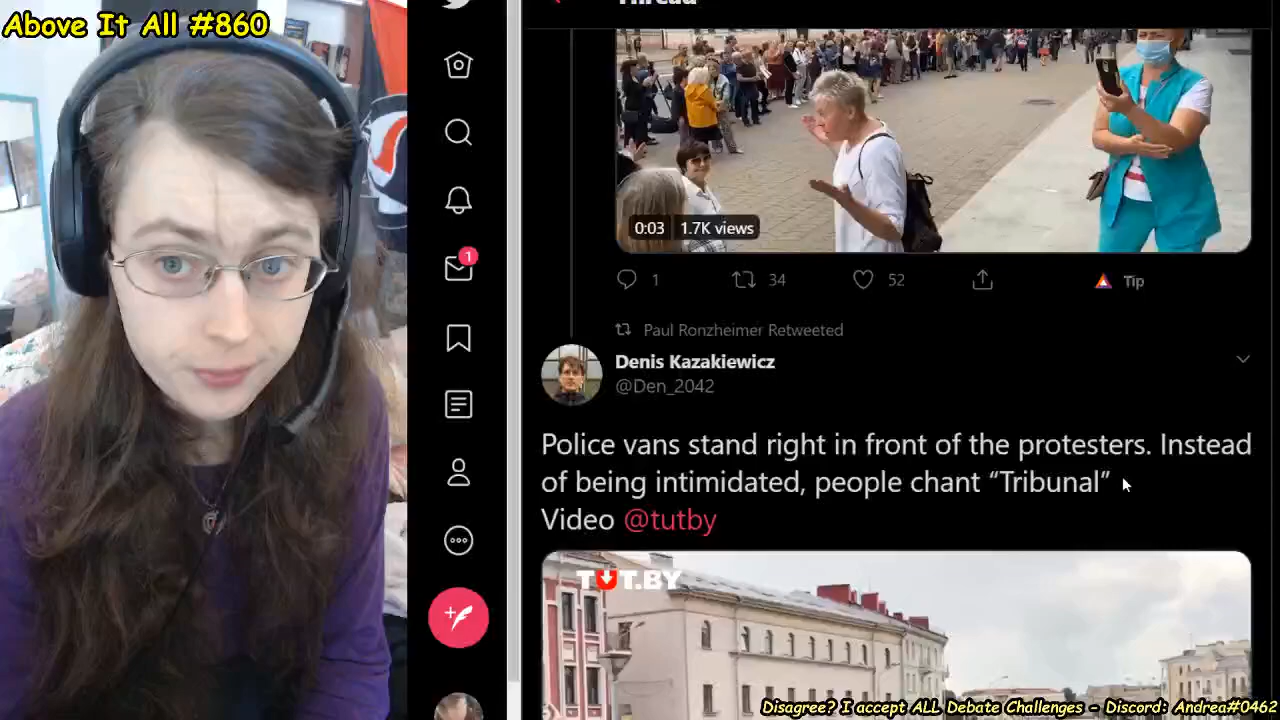 Above It All #860
Thread
0:03 1.7K views
1
1 34 52 Tip
Paul Ronzheimer Retweeted
Denis Kazakiewicz
@Den_2042
Police vans stand right in front of the protesters. Instead
of being intimidated, people chant “Tribunal”
Video @tutby
TUT.BY
Disagree? I accept ALL Debate Challenges - Discord: Andrea#0462